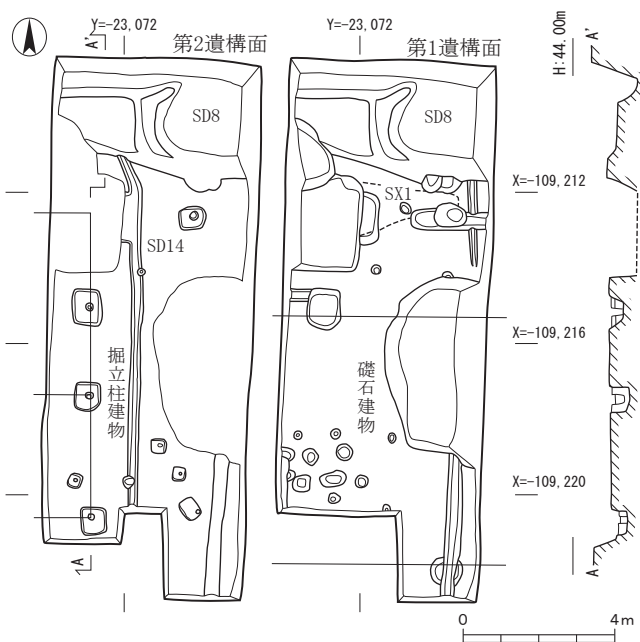 Y=-23,072
A'
第2遺構面
SD8
SD14
掘立柱建物
A
Y=-23,072
第1遺構面
SD8
SX1
礎石建物
X=-109,212
X=-109,216
X=-109,220
H:44.00m
A'
A
0
4m